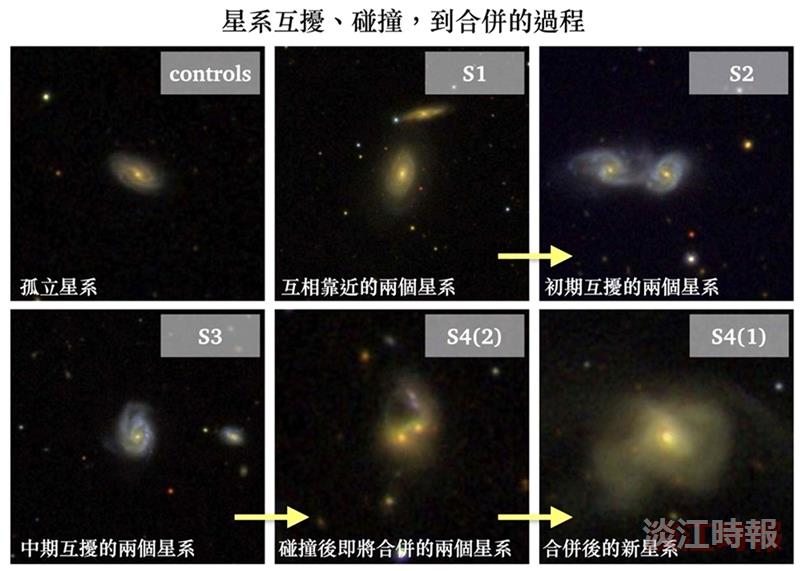 星系互擾、碰撞，到合併的過程
controls
孤立星系
S1
互相靠近的兩個星系
S2
初期互擾的兩個星系
S3
中期互擾的兩個星系
S4(2)
碰撞後即將合併的兩個星系
S4(1)
合併後的新星系
淡江時報